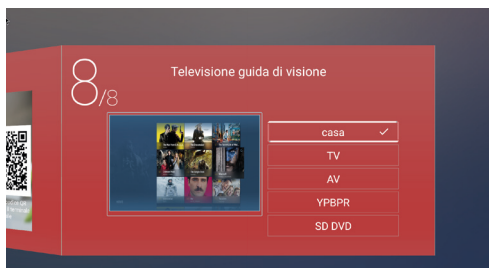 8/8
Televisione guida di visione
casa
TV
AV
YPBPR
SD DVD